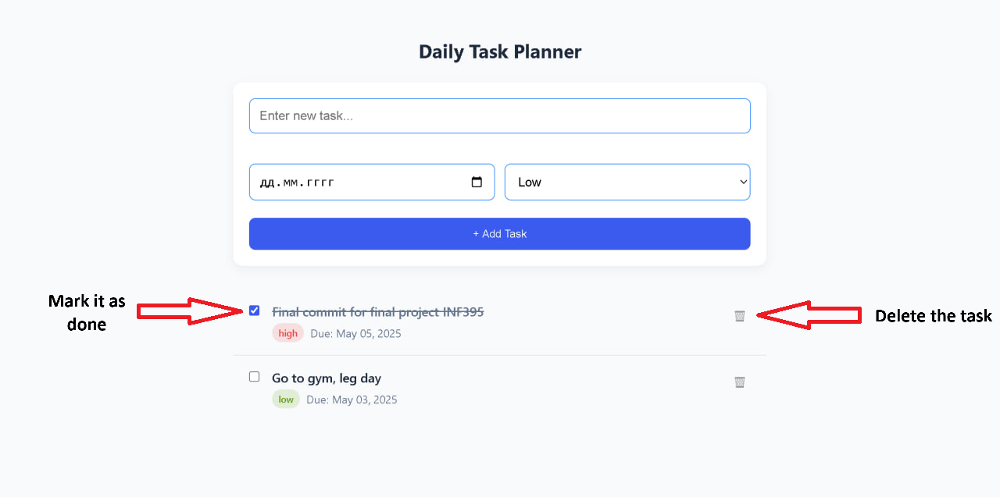 Daily Task Planner
Enter new task...
дд.мм.гггг
Low
+ Add Task
Mark it as
done
Final commit for final project INF395
high Due: May 05, 2025
Delete the task
Go to gym, leg day
low Due: May 03, 2025